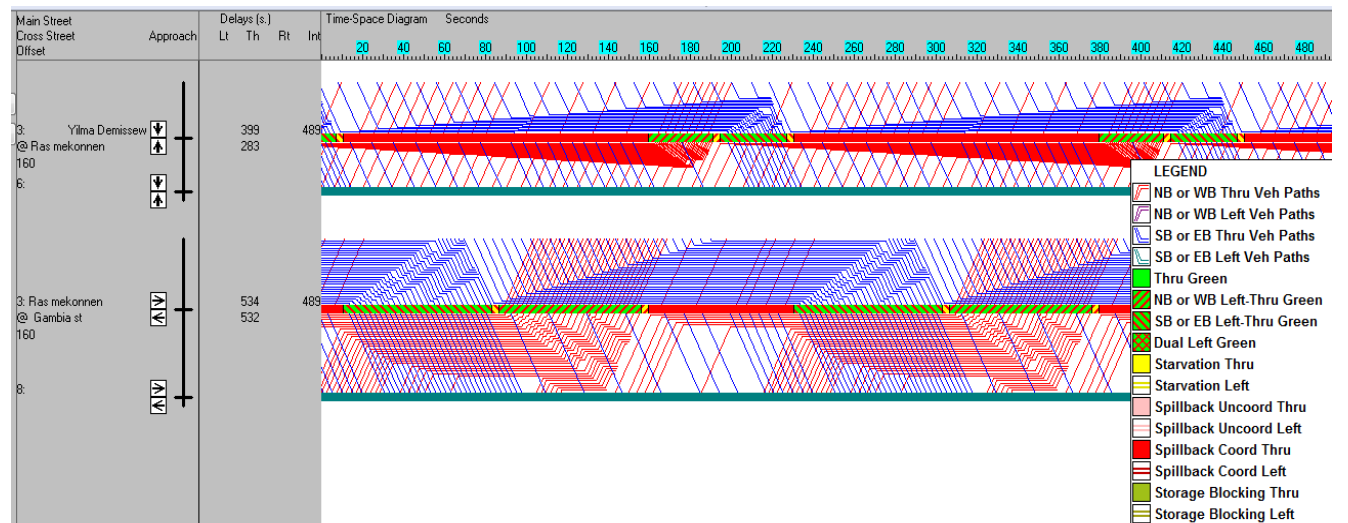 Main Street Delays (s.) Time-Space Diagram Seconds
Cross Street Approach Lt Th Rt Int
Offset 20 40 60 80 100 120 140 160 180 200 220 240 260 280 300 320 340 360 380 400 420 440 460 480
3: Yilma Demissew 399 489
@ Ras mekonnen 283
160
6:
3: Ras mekonnen 534 489
@ Gambia st 532
160
8:
LEGEND
NB or WB Thru Veh Paths
NB or WB Left Veh Paths
SB or EB Thru Veh Paths
SB or EB Left Veh Paths
Thru Green
NB or WB Left-Thru Green
SB or EB Left-Thru Green
Dual Left Green
Starvation Thru
Starvation Left
Spillback Uncoord Thru
Spillback Uncoord Left
Spillback Coord Thru
Spillback Coord Left
Storage Blocking Thru
Storage Blocking Left